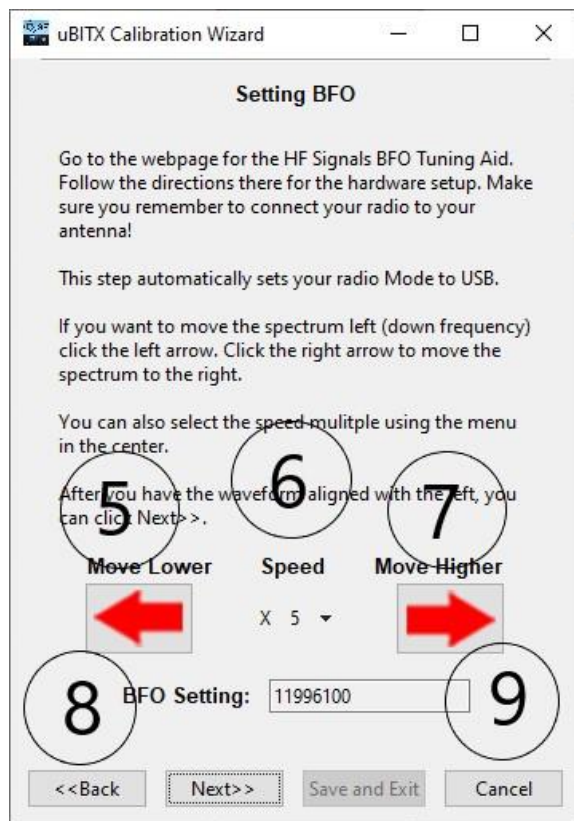 uBITX Calibration Wizard
Setting BFO
Go to the webpage for the HF Signals BFO Tuning Aid.
Follow the directions there for the hardware setup. Make
sure you remember to connect your radio to your
antenna!
This step automatically sets your radio Mode to USB.
If you want to move the spectrum left (down frequency)
click the left arrow. Click the right arrow to move the
spectrum to the right.
You can also select the speed mulitple using the menu
in the center.
After you have the waveform aligned with the left, you
can click Next>>.
5
6
7
Move Lower Speed Move Higher
X 5
8
BFO Setting: 11996100
9
<<Back Next>> Save and Exit Cancel